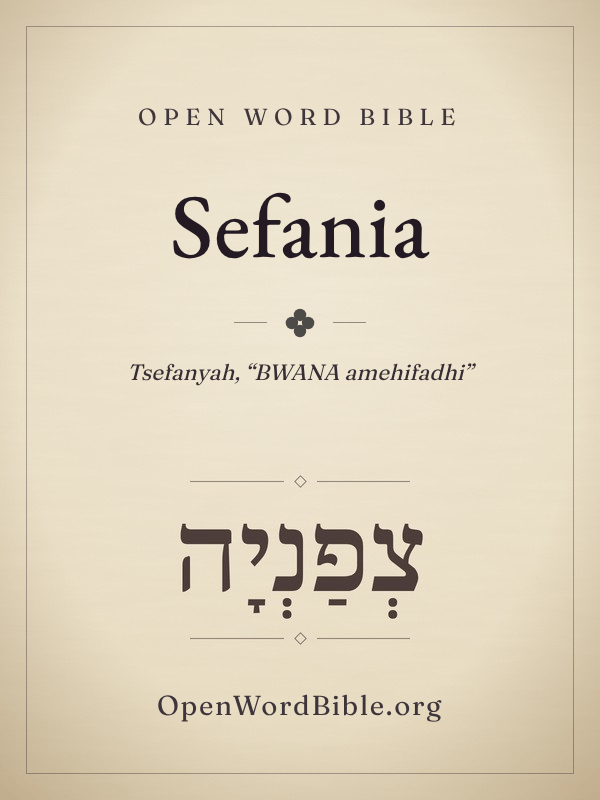 OPEN WORD BIBLE
Sefania
Tsefanyah, “BWANA amehifadhi”
צְפַנְיָה
OpenWordBible.org